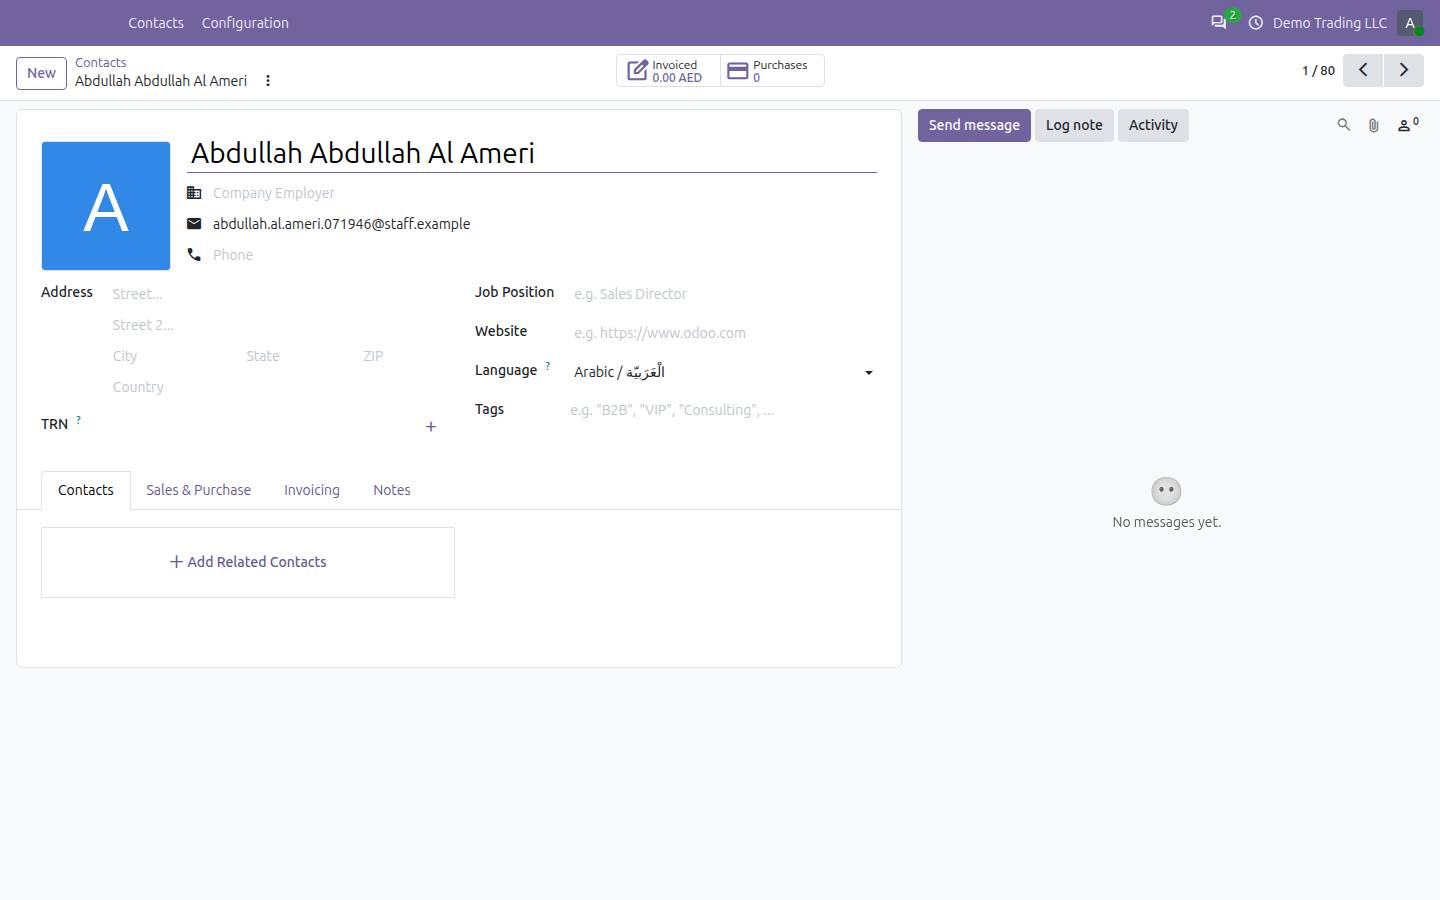 Contacts Configuration 2 Demo Trading LLC A
New
Contacts
Abdullah Abdullah Al Ameri
Invoiced
0.00 AED
Purchases
0
1 / 80
Send message Log note Activity 0
A
Abdullah Abdullah Al Ameri
Company Employer
abdullah.al.ameri.071946@staff.example
Phone
Address
Street...
Street 2...
City State ZIP
Country
TRN ?
Job Position e.g. Sales Director
Website e.g. https://www.odoo.com
Language ? Arabic / الْعَرَبيّة
Tags e.g. "B2B", "VIP", "Consulting", ...
Contacts Sales & Purchase Invoicing Notes
Add Related Contacts
No messages yet.